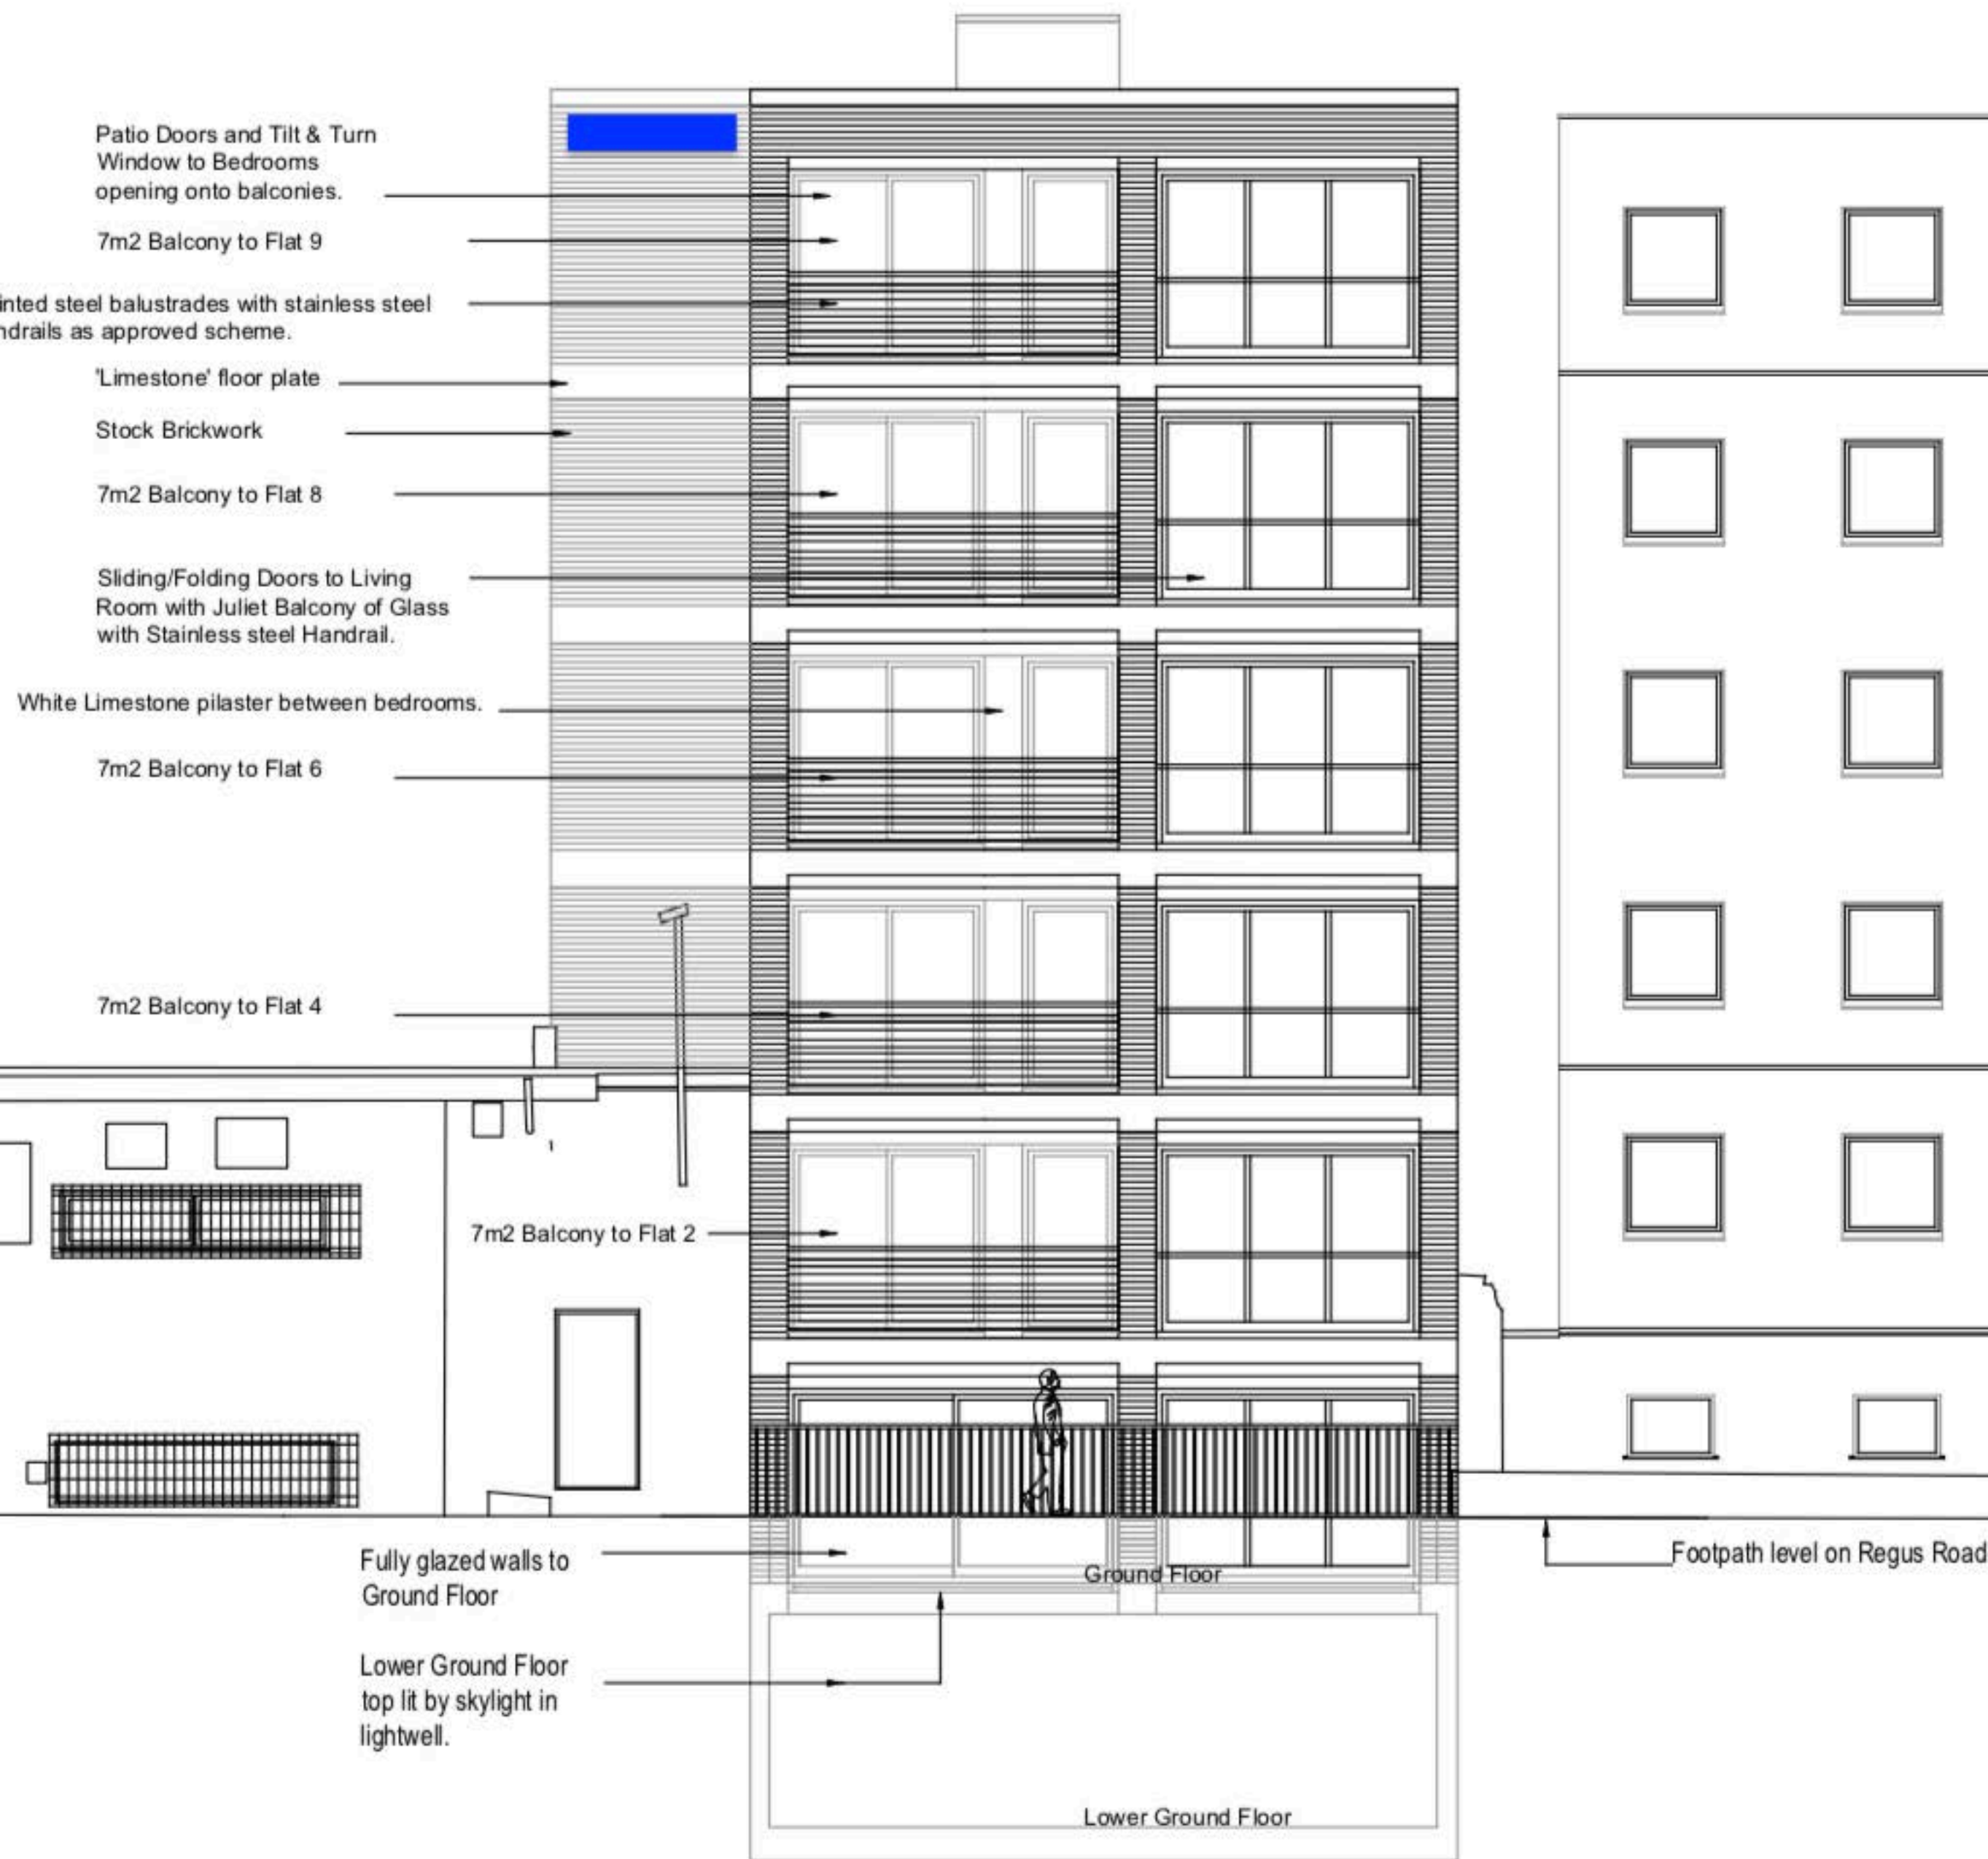 Patio Doors and Tilt & Turn
Window to Bedrooms
opening onto balconies.
7m2 Balcony to Flat 9
inted steel balustrades with stainless steel
ndrails as approved scheme.
'Limestone' floor plate
Stock Brickwork
7m2 Balcony to Flat 8
Sliding/Folding Doors to Living
Room with Juliet Balcony of Glass
with Stainless steel Handrail.
White Limestone pilaster between bedrooms.
7m2 Balcony to Flat 6
7m2 Balcony to Flat 4
7m2 Balcony to Flat 2
Fully glazed walls to
Ground Floor
Ground Floor
Footpath level on Regus Road
Lower Ground Floor
top lit by skylight in
lightwell.
Lower Ground Floor